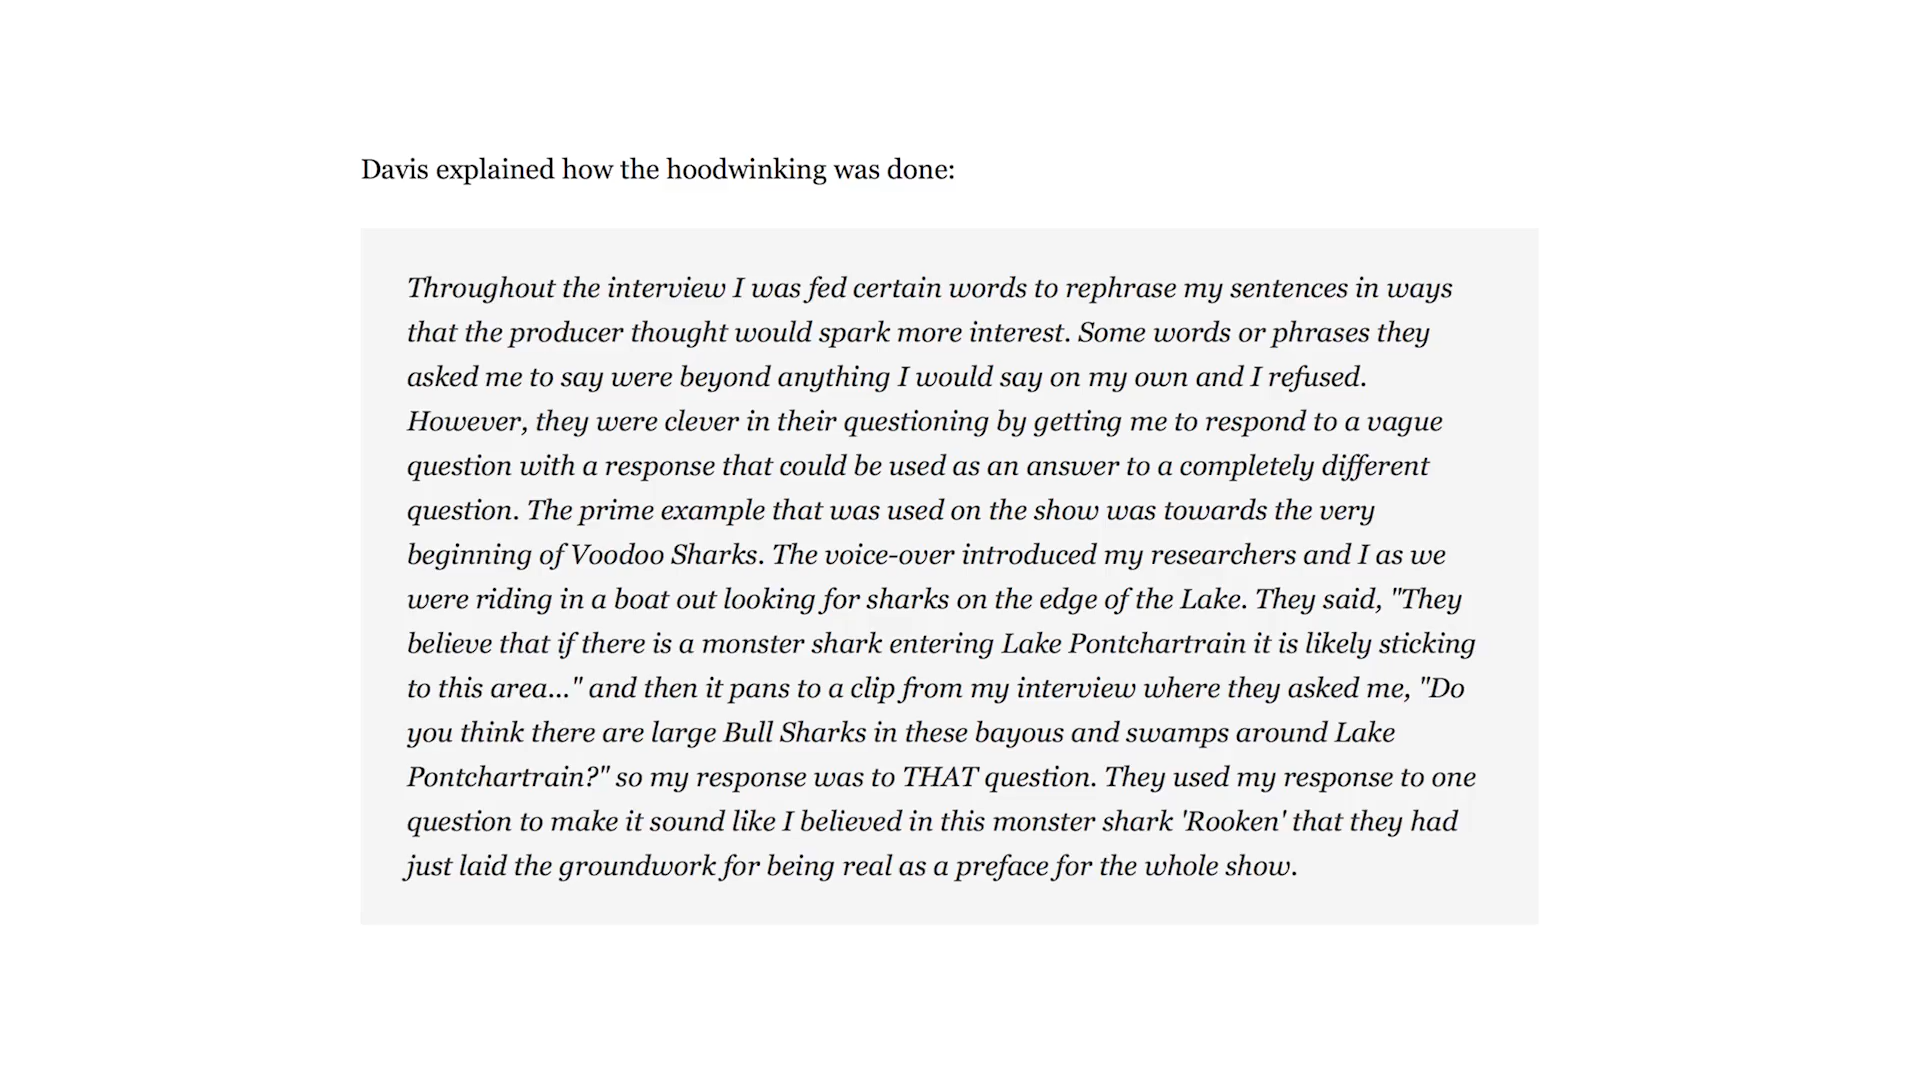 Davis explained how the hoodwinking was done:
Throughout the interview I was fed certain words to rephrase my sentences in ways
that the producer thought would spark more interest. Some words or phrases they
asked me to say were beyond anything I would say on my own and I refused.
However, they were clever in their questioning by getting me to respond to a vague
question with a response that could be used as an answer to a completely different
question. The prime example that was used on the show was towards the very
beginning of Voodoo Sharks. The voice-over introduced my researchers and I as we
were riding in a boat out looking for sharks on the edge of the Lake. They said, "They
believe that if there is a monster shark entering Lake Pontchartrain it is likely sticking
to this area..." and then it pans to a clip from my interview where they asked me, "Do
you think there are large Bull Sharks in these bayous and swamps around Lake
Pontchartrain?" so my response was to THAT question. They used my response to one
question to make it sound like I believed in this monster shark 'Rooken' that they had
just laid the groundwork for being real as a preface for the whole show.